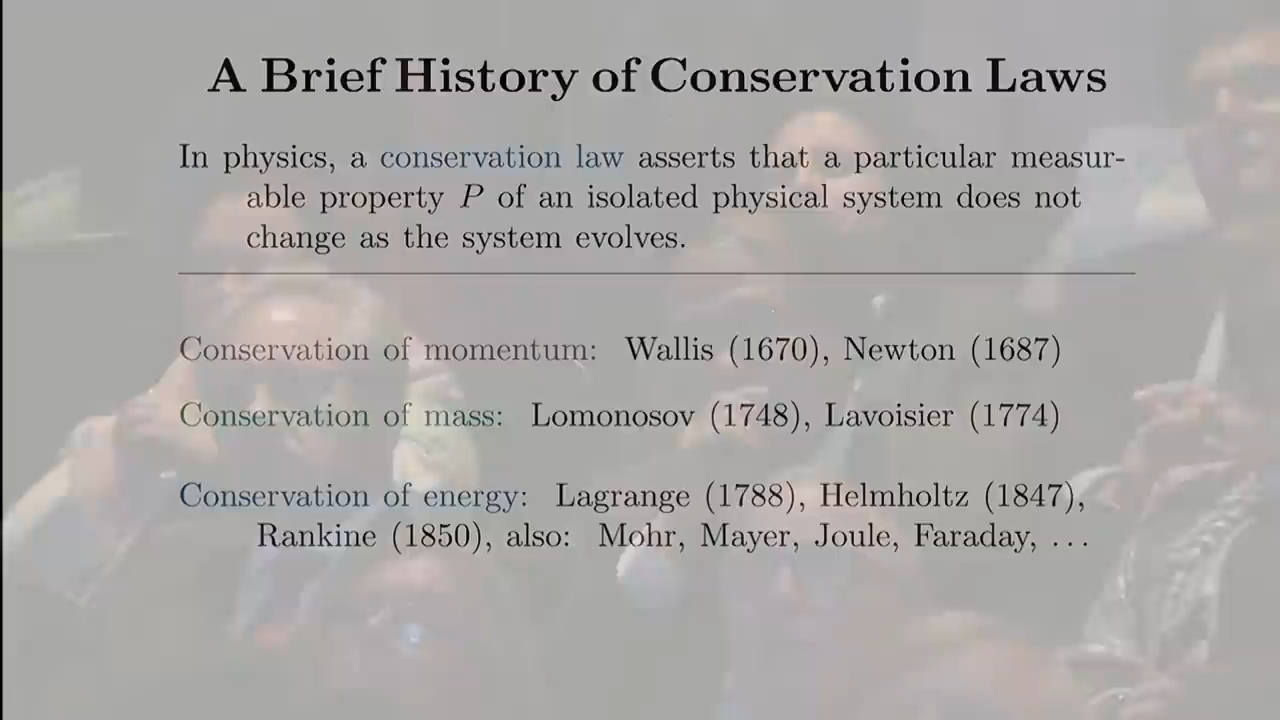 A Brief History of Conservation Laws
In physics, a conservation law asserts that a particular measur-
able property P of an isolated physical system does not
change as the system evolves.
Conservation of momentum: Wallis (1670), Newton (1687)
Conservation of mass: Lomonosov (1748), Lavoisier (1774)
Conservation of energy: Lagrange (1788), Helmholtz (1847),
Rankine (1850), also: Mohr, Mayer, Joule, Faraday, ...